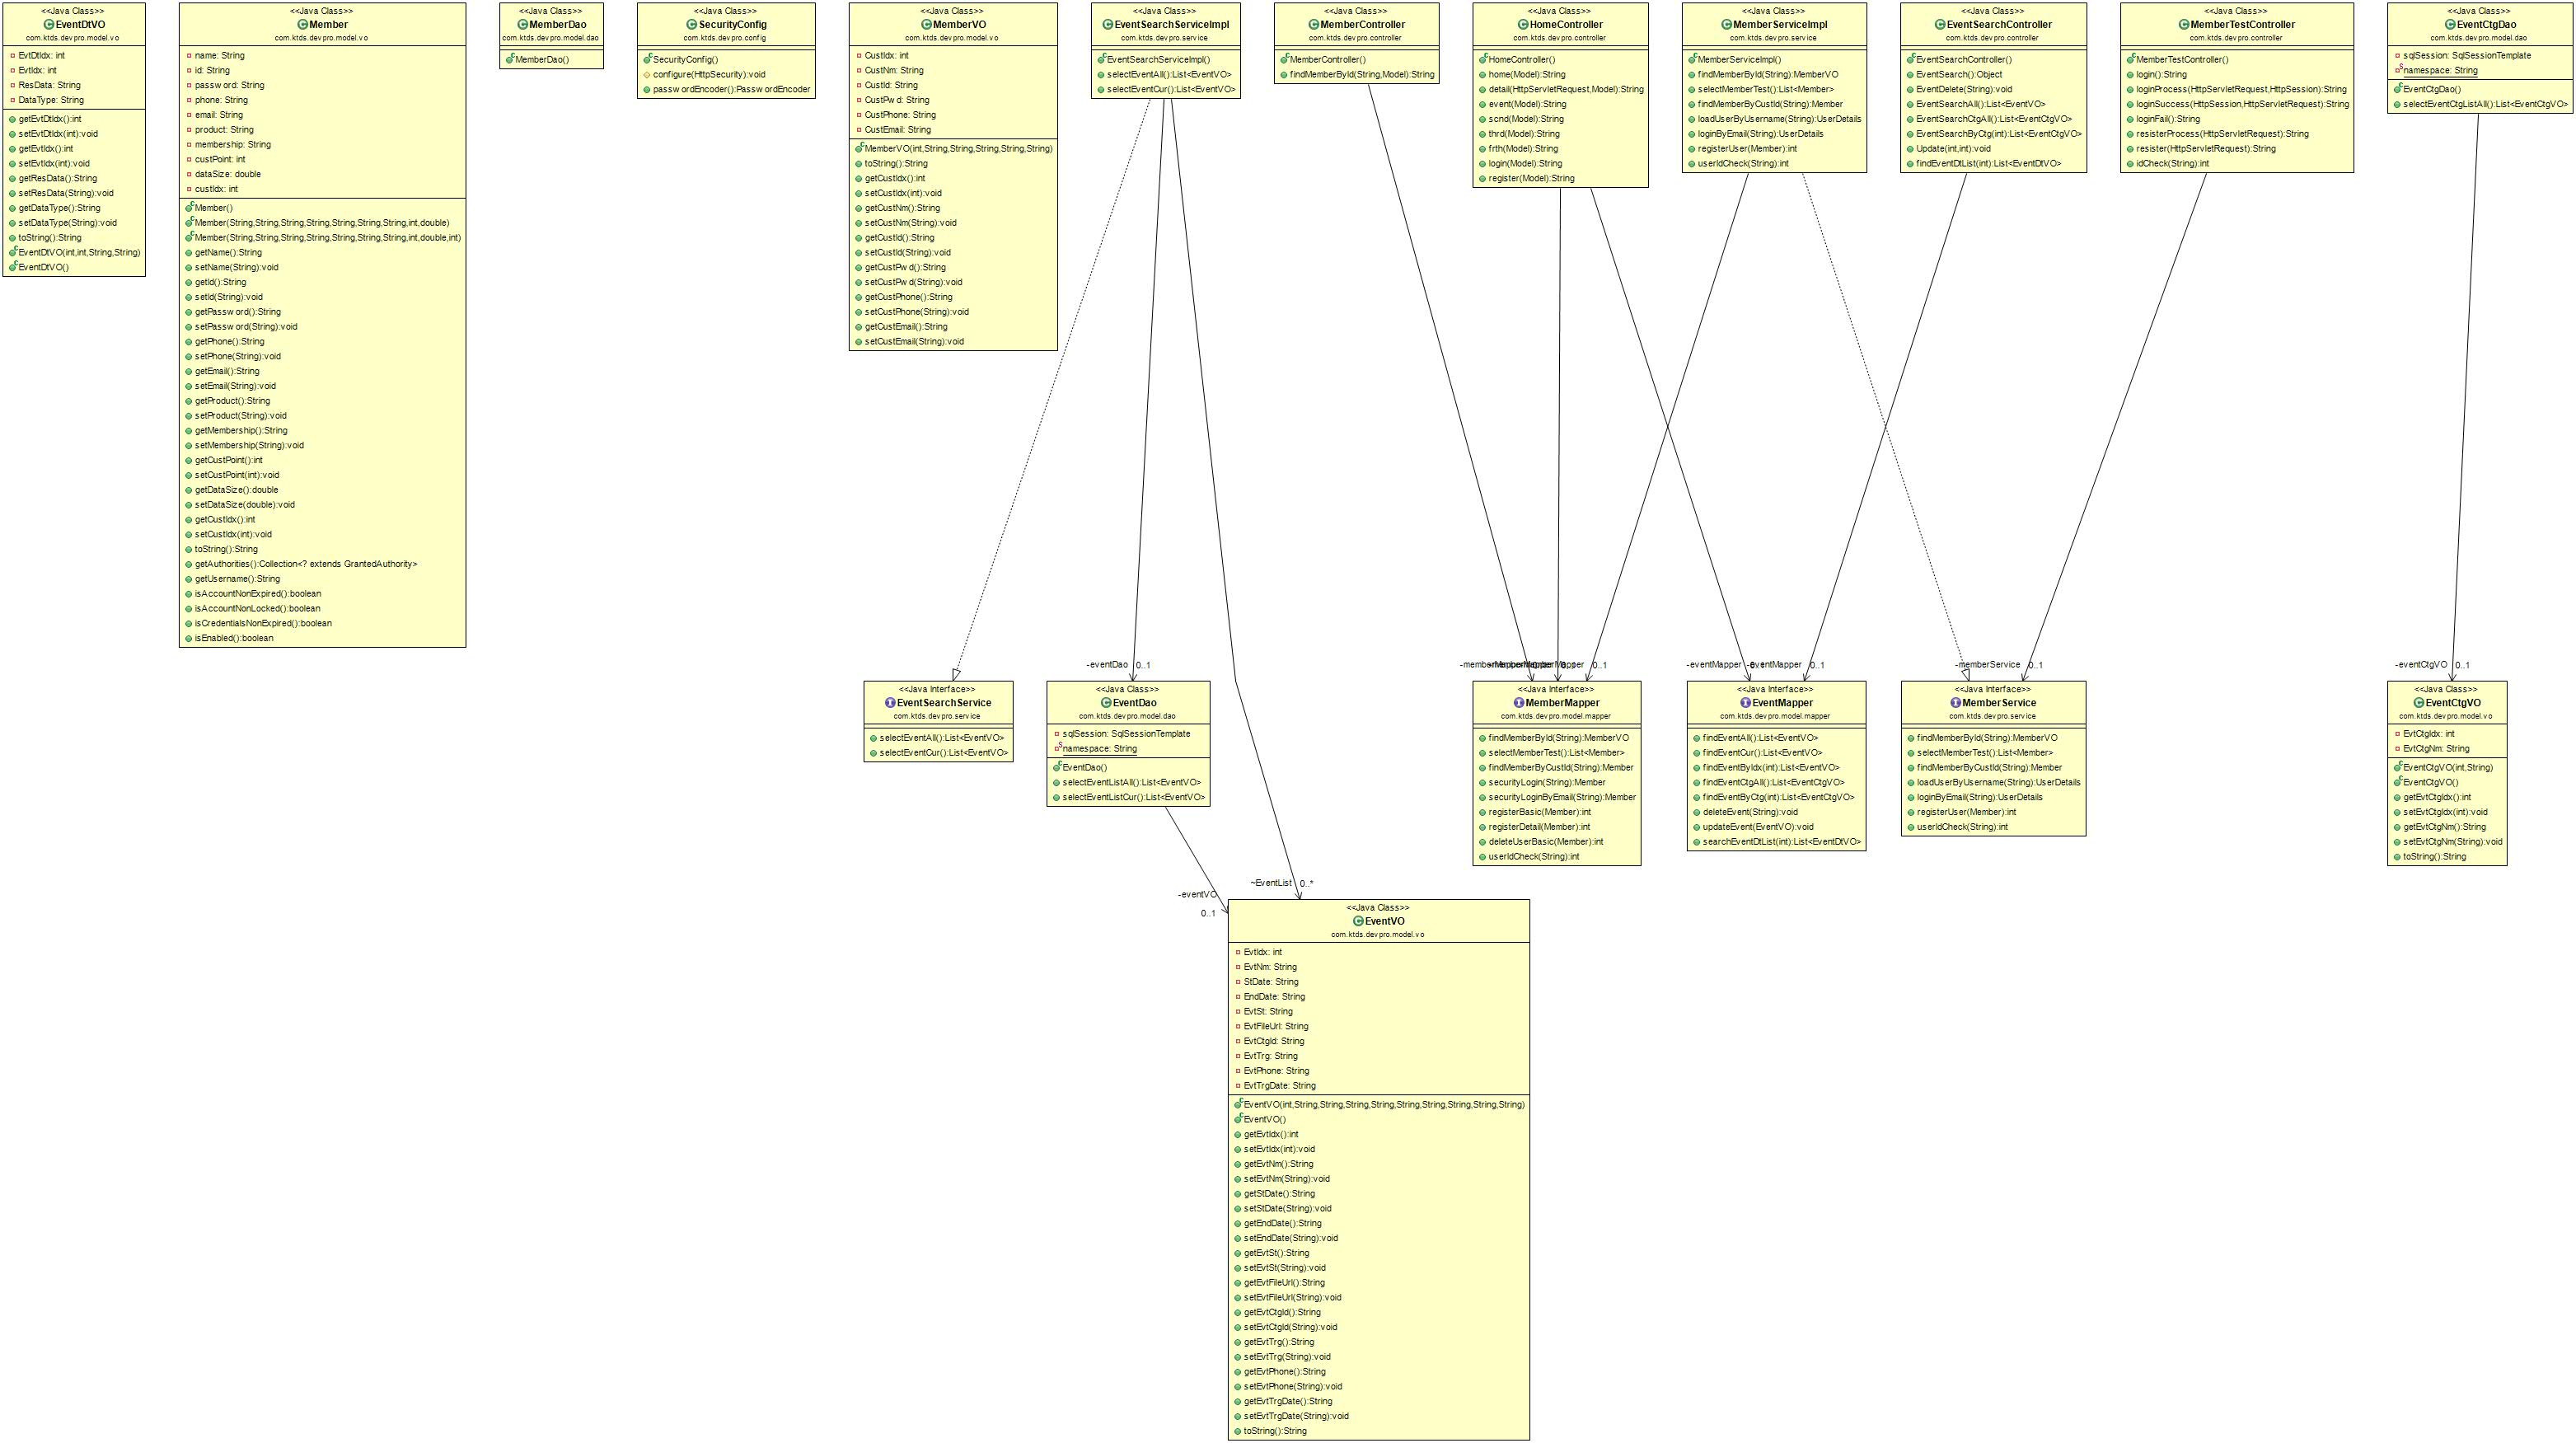 <<Java Class>>
EventDtVO
com.ktds.devpro.model.vo
EvtDtIdx: int
EvtIdx: int
ResData: String
DataType: String
getEvtDtIdx():int
setEvtDtIdx(int):void
getEvtIdx():int
setEvtIdx(int):void
getResData():String
setResData(String):void
getDataType():String
setDataType(String):void
toString():String
EventDtVO(int,int,String,String)
EventDtVO()
<<Java Class>>
Member
com.ktds.devpro.model.vo
name: String
id: String
password: String
phone: String
email: String
product: String
membership: String
custPoint: int
dataSize: double
custIdx: int
Member()
Member(String,String,String,String,String,String,String,int,double)
Member(String,String,String,String,String,String,String,int,double,int)
getName():String
setName(String):void
getId():String
setId(String):void
getPassword():String
setPassword(String):void
getPhone():String
setPhone(String):void
getEmail():String
setEmail(String):void
getProduct():String
setProduct(String):void
getMembership():String
setMembership(String):void
getCustPoint():int
setCustPoint(int):void
getDataSize():double
setDataSize(double):void
getCustIdx():int
setCustIdx(int):void
toString():String
getAuthorities():Collection<? extends GrantedAuthority>
getUsername():String
isAccountNonExpired():boolean
isAccountNonLocked():boolean
isCredentialsNonExpired():boolean
isEnabled():boolean
<<Java Class>>
MemberDao
com.ktds.devpro.model.dao
MemberDao()
<<Java Class>>
SecurityConfig
com.ktds.devpro.config
SecurityConfig()
configure(HttpSecurity):void
passwordEncoder():PasswordEncoder
<<Java Class>>
MemberVO
com.ktds.devpro.model.vo
CustIdx: int
CustNm: String
CustId: String
CustPwd: String
CustPhone: String
CustEmail: String
MemberVO(int,String,String,String,String,String)
toString():String
getCustIdx():int
setCustIdx(int):void
getCustNm():String
setCustNm(String):void
getCustId():String
setCustId(String):void
getCustPwd():String
setCustPwd(String):void
getCustPhone():String
setCustPhone(String):void
getCustEmail():String
setCustEmail(String):void
<<Java Class>>
EventSearchServiceImpl
com.ktds.devpro.service
EventSearchServiceImpl()
selectEventAll():List<EventVO>
selectEventCur():List<EventVO>
<<Java Class>>
MemberController
com.ktds.devpro.controller
MemberController()
findMemberById(String,Model):String
<<Java Class>>
HomeController
com.ktds.devpro.controller
HomeController()
home(Model):String
detail(HttpServletRequest,Model):String
event(Model):String
scnd(Model):String
thrd(Model):String
frth(Model):String
login(Model):String
register(Model):String
<<Java Class>>
MemberServiceImpl
com.ktds.devpro.service
MemberServiceImpl()
findMemberById(String):MemberVO
selectMemberTest():List<Member>
findMemberByCustId(String):Member
loadUserByUsername(String):UserDetails
loginByEmail(String):UserDetails
registerUser(Member):int
userIdCheck(String):int
<<Java Class>>
EventSearchController
com.ktds.devpro.controller
EventSearchController()
EventSearch():Object
EventDelete(String):void
EventSearchAll():List<EventVO>
EventSearchCtgAll():List<EventCtgVO>
EventSearchByCtg(int):List<EventCtgVO>
Update(int,int):void
findEventDtList(int):List<EventDtVO>
<<Java Class>>
MemberTestController
com.ktds.devpro.controller
MemberTestController()
login():String
loginProcess(HttpServletRequest,HttpSession):String
loginSuccess(HttpSession,HttpServletRequest):String
loginFail():String
resisterProcess(HttpServletRequest):String
resister(HttpServletRequest):String
idCheck(String):int
<<Java Class>>
EventCtgDao
com.ktds.devpro.model.dao
sqlSession: SqlSessionTemplate
namespace: String
EventCtgDao()
selectEventCtgListAll():List<EventCtgVO>
-eventDao 0..1
0..1
-eventMapper
-eventMapper 0..1
-memberService 0..1
-eventCtgVO 0..1
<<Java Interface>>
EventSearchService
com.ktds.devpro.service
selectEventAll():List<EventVO>
selectEventCur():List<EventVO>
<<Java Class>>
EventDao
com.ktds.devpro.model.dao
sqlSession: SqlSessionTemplate
namespace: String
EventDao()
selectEventListAll():List<EventVO>
selectEventListCur():List<EventVO>
<<Java Interface>>
MemberMapper
com.ktds.devpro.model.mapper
findMemberById(String):MemberVO
selectMemberTest():List<Member>
findMemberByCustId(String):Member
securityLogin(String):Member
securityLoginByEmail(String):Member
registerBasic(Member):int
registerDetail(Member):int
deleteUserBasic(Member):int
userIdCheck(String):int
<<Java Interface>>
EventMapper
com.ktds.devpro.model.mapper
findEventAll():List<EventVO>
findEventCur():List<EventVO>
findEventByIdx(int):List<EventVO>
findEventCtgAll():List<EventCtgVO>
findEventByCtg(int):List<EventCtgVO>
deleteEvent(String):void
updateEvent(EventVO):void
searchEventDtList(int):List<EventDtVO>
<<Java Interface>>
MemberService
com.ktds.devpro.service
findMemberById(String):MemberVO
selectMemberTest():List<Member>
findMemberByCustId(String):Member
loadUserByUsername(String):UserDetails
loginByEmail(String):UserDetails
registerUser(Member):int
userIdCheck(String):int
<<Java Class>>
EventCtgVO
com.ktds.devpro.model.vo
EvtCtgIdx: int
EvtCtgNm: String
EventCtgVO(int,String)
EventCtgVO()
getEvtCtgIdx():int
setEvtCtgIdx(int):void
getEvtCtgNm():String
setEvtCtgNm(String):void
toString():String
-eventVO
0..1
~EventList 0..*
<<Java Class>>
EventVO
com.ktds.devpro.model.vo
EvtIdx: int
EvtNm: String
StDate: String
EndDate: String
EvtSt: String
EvtFileUrl: String
EvtCtgId: String
EvtTrg: String
EvtPhone: String
EvtTrgDate: String
EventVO(int,String,String,String,String,String,String,String,String,String)
EventVO()
getEvtIdx():int
setEvtIdx(int):void
getEvtNm():String
setEvtNm(String):void
getStDate():String
setStDate(String):void
getEndDate():String
setEndDate(String):void
getEvtSt():String
setEvtSt(String):void
getEvtFileUrl():String
setEvtFileUrl(String):void
getEvtCtgId():String
setEvtCtgId(String):void
getEvtTrg():String
setEvtTrg(String):void
getEvtPhone():String
setEvtPhone(String):void
getEvtTrgDate():String
setEvtTrgDate(String):void
toString():String